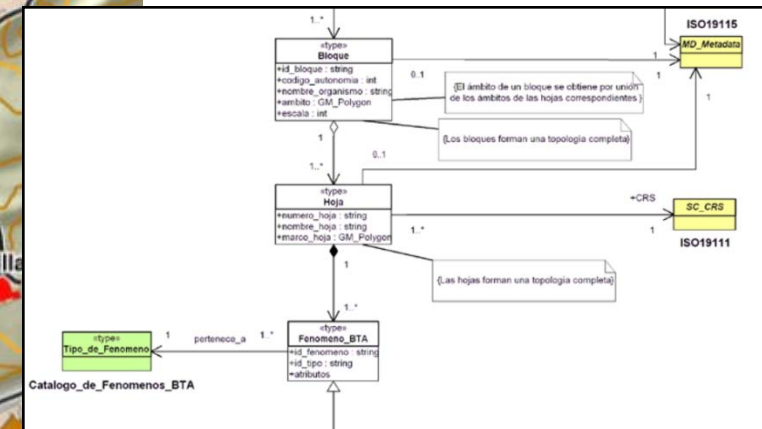 1..*
ISO19115
«type»
Bloque
+id_bloque : string
+codigo_autonomia : int
+nombre_organismo : string
+ambito : GM_Polygon
+escala : int
MD_Metadata
1
1
0..1
1
{El ámbito de un bloque se obtiene por unión
de los ámbitos de las hojas correspondientes }
{Los bloques forman una topologia completa}
1
1..*
0..1
«type»
Hoja
+numero_hoja : string
+nombre_hoja : string
+marco_hoja : GM_Polygon
+CRS
SC_CRS
1..*
1
ISO19111
{Las hojas forman una topologia completa}
1
1..*
«type»
Tipo_de_Fenomeno
1
pertenece_a
1..*
«type»
Fenomeno_BTA
+id_fenomeno : string
+id_tipo : string
+atributos
Catalogo_de_Fenomenos_BTA